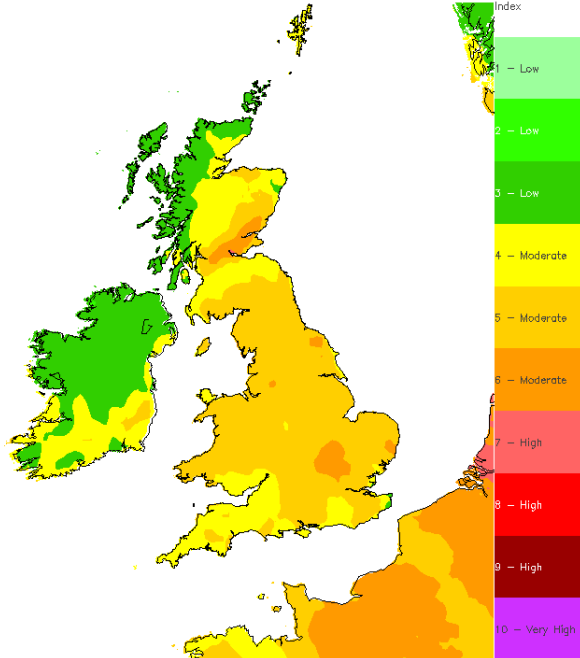 Index
1 - Low
2 - Low
3 - Low
4 - Moderate
5 - Moderate
6 - Moderate
7 - High
8 - High
9 - High
10 - Very High